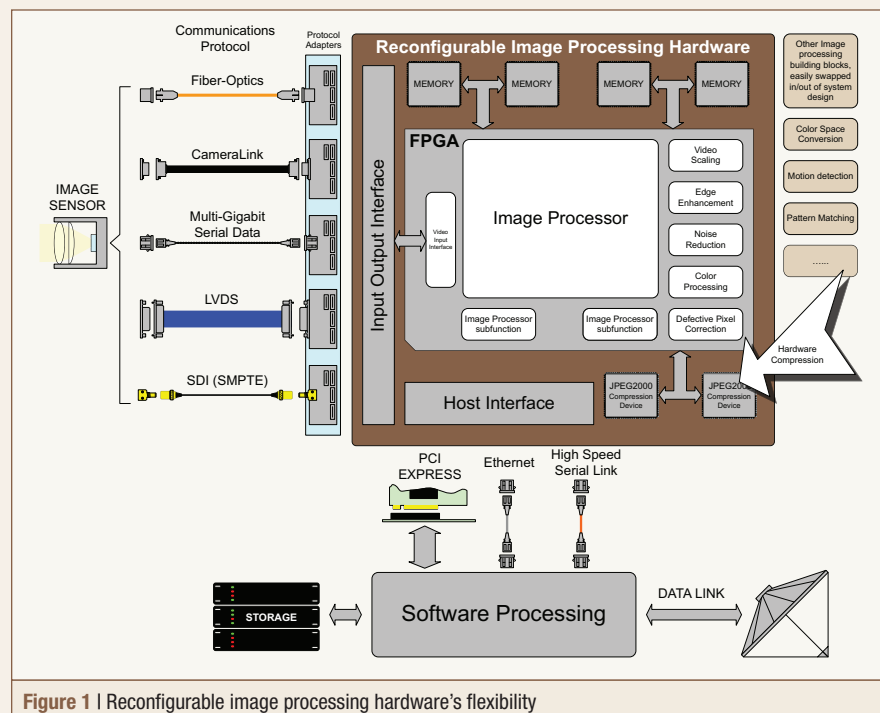 Communications
Protocol
Protocol
Adapters
Fiber-Optics
CameraLink
IMAGE
SENSOR
Multi-Gigabit
Serial Data
LVDS
SDI (SMPTE)
Reconfigurable Image Processing Hardware
Input Output Interface
MEMORY
MEMORY
MEMORY
MEMORY
FPGA
Video
Input
Interface
Image Processor
Video
Scaling
Edge
Enhancement
Noise
Reduction
Color
Processing
Image Processor
subfunction
Image Processor
subfunction
Defective Pixel
Correction
Host Interface
JPEG2000
Compression
Device
JPEG2000
Compression
Device
Other Image
processing
building blocks,
easily swapped
in/out of system
design
Color Space
Conversion
Motion detection
Pattern Matching
......
Hardware
Compression
PCI
EXPRESS
Ethernet
High Speed
Serial Link
STORAGE
Software Processing
DATA LINK
Figure 1 | Reconfigurable image processing hardware's flexibility